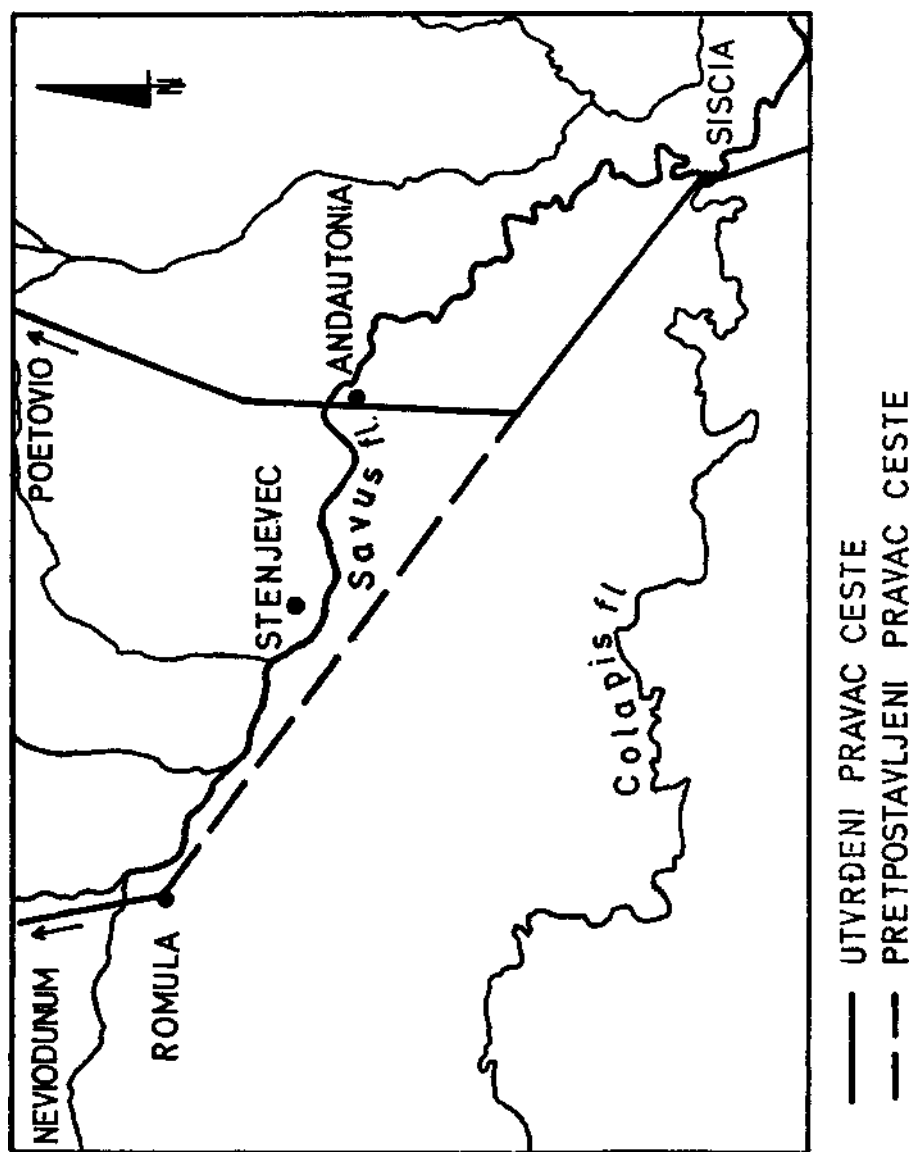 N
NEVIODUNUM
POETOVIO
ROMULA
STENJEVEC
Savus fl.
ANDAUTONIA
Colapis fl
SISCIA
UTVRĐENI PRAVAC CESTE
PRETPOSTAVLJENI PRAVAC CESTE